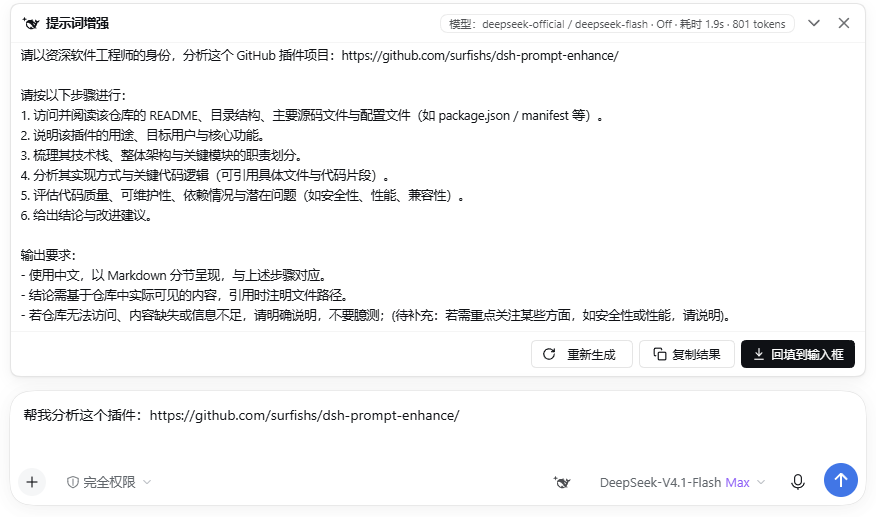 提示词增强
模型：deepseek-official / deepseek-flash · Off · 耗时 1.9s · 801 tokens
请以资深软件工程师的身份，分析这个 GitHub 插件项目：https://github.com/surfishs/dsh-prompt-enhance/
请按以下步骤进行：
1. 访问并阅读该仓库的 README、目录结构、主要源码文件与配置文件（如 package.json / manifest 等）。
2. 说明该插件的用途、目标用户与核心功能。
3. 梳理其技术栈、整体架构与关键模块的职责划分。
4. 分析其实现方式与关键代码逻辑（可引用具体文件与代码片段）。
5. 评估代码质量、可维护性、依赖情况与潜在问题（如安全性、性能、兼容性）。
6. 给出结论与改进建议。
输出要求：
- 使用中文，以 Markdown 分节呈现，与上述步骤对应。
- 结论需基于仓库中实际可见的内容，引用时注明文件路径。
- 若仓库无法访问、内容缺失或信息不足，请明确说明，不要臆测；(待补充：若需重点关注某些方面，如安全性或性能，请说明)。
重新生成
复制结果
回填到输入框
帮我分析这个插件：https://github.com/surfishs/dsh-prompt-enhance/
完全权限
DeepSeek-V4.1-Flash Max